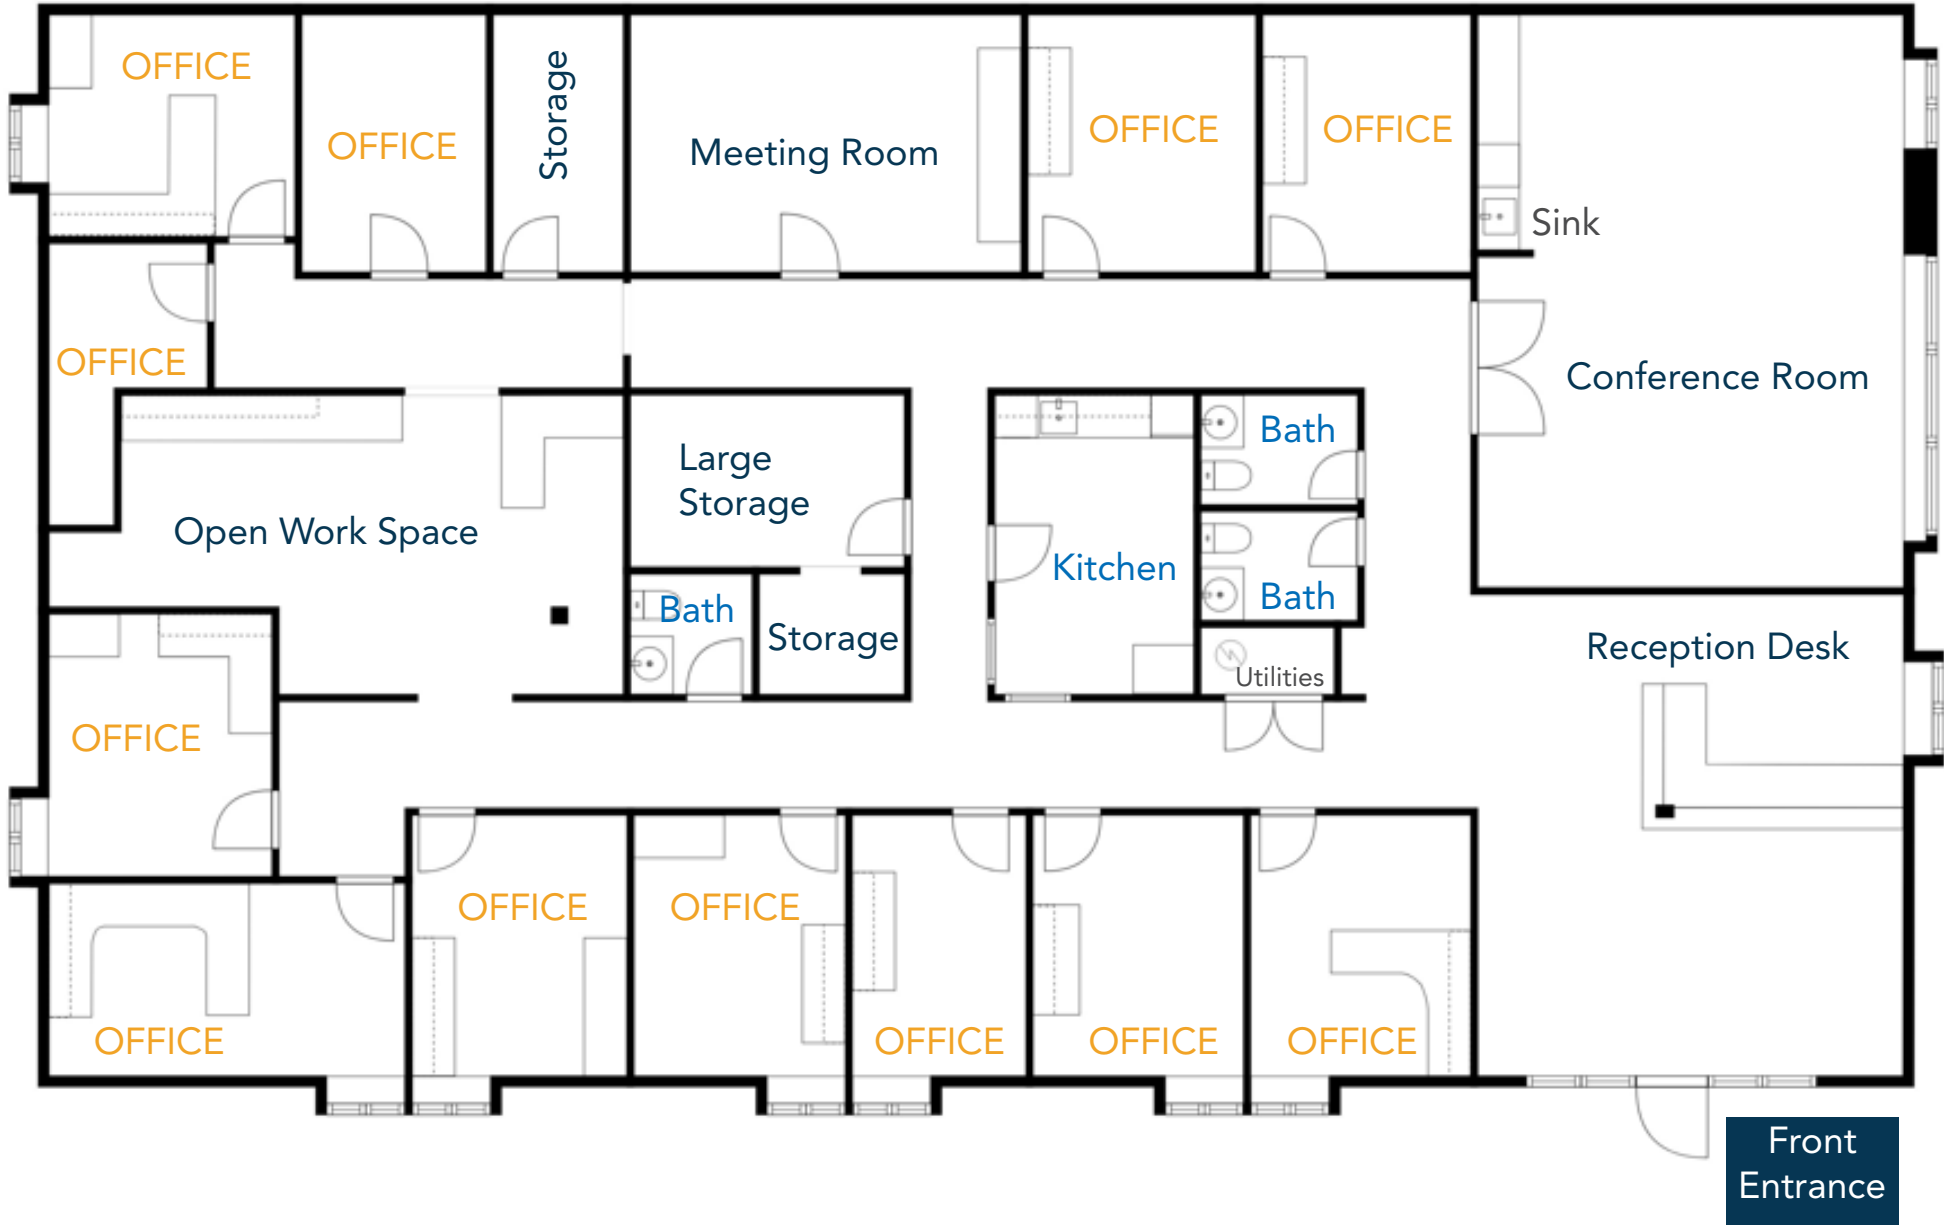 OFFICE
OFFICE
Storage
Meeting Room
OFFICE
OFFICE
Sink
OFFICE
Conference Room
Large
Storage
Bath
Open Work Space
Kitchen
Bath
Bath
Storage
Utilities
Reception Desk
OFFICE
OFFICE
OFFICE
OFFICE
OFFICE
OFFICE
OFFICE
Front
Entrance